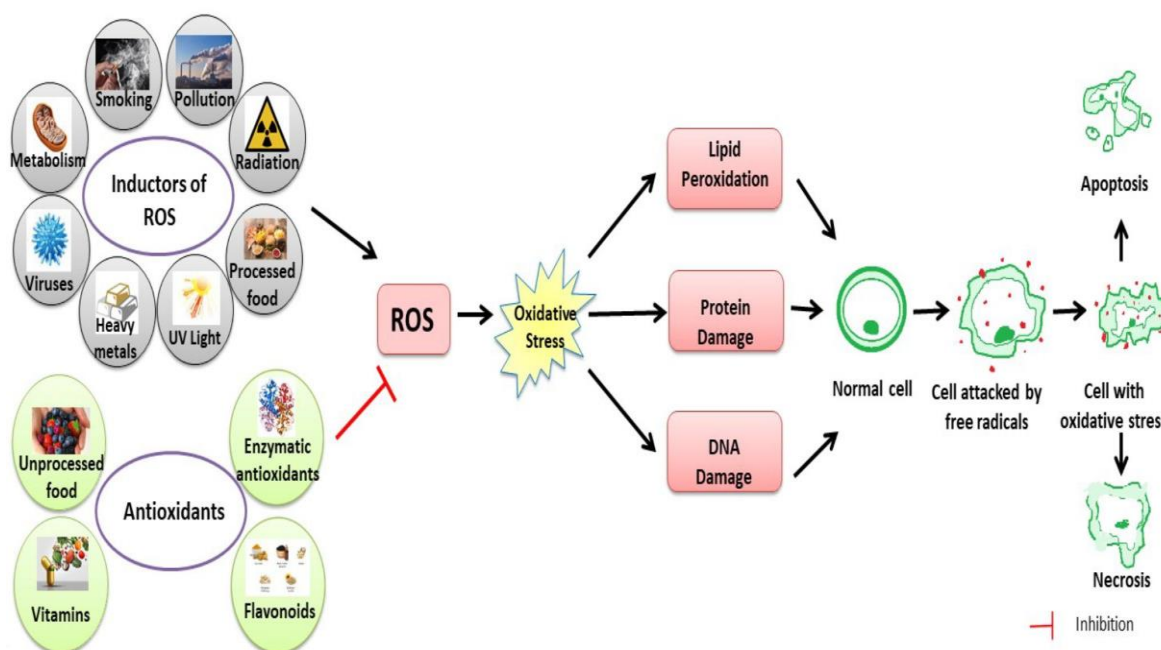 Smoking
Pollution
Metabolism
Radiation
Inductors of
ROS
Viruses
Processed
food
Heavy
metals
UV Light
ROS
Oxidative
Stress
Lipid
Peroxidation
Protein
Damage
DNA
Damage
Normal cell
Cell attacked by
free radicals
Cell with
oxidative stres
Apoptosis
Necrosis
Unprocessed
food
Enzymatic
antioxidants
Antioxidants
Vitamins
Flavonoids
Inhibition